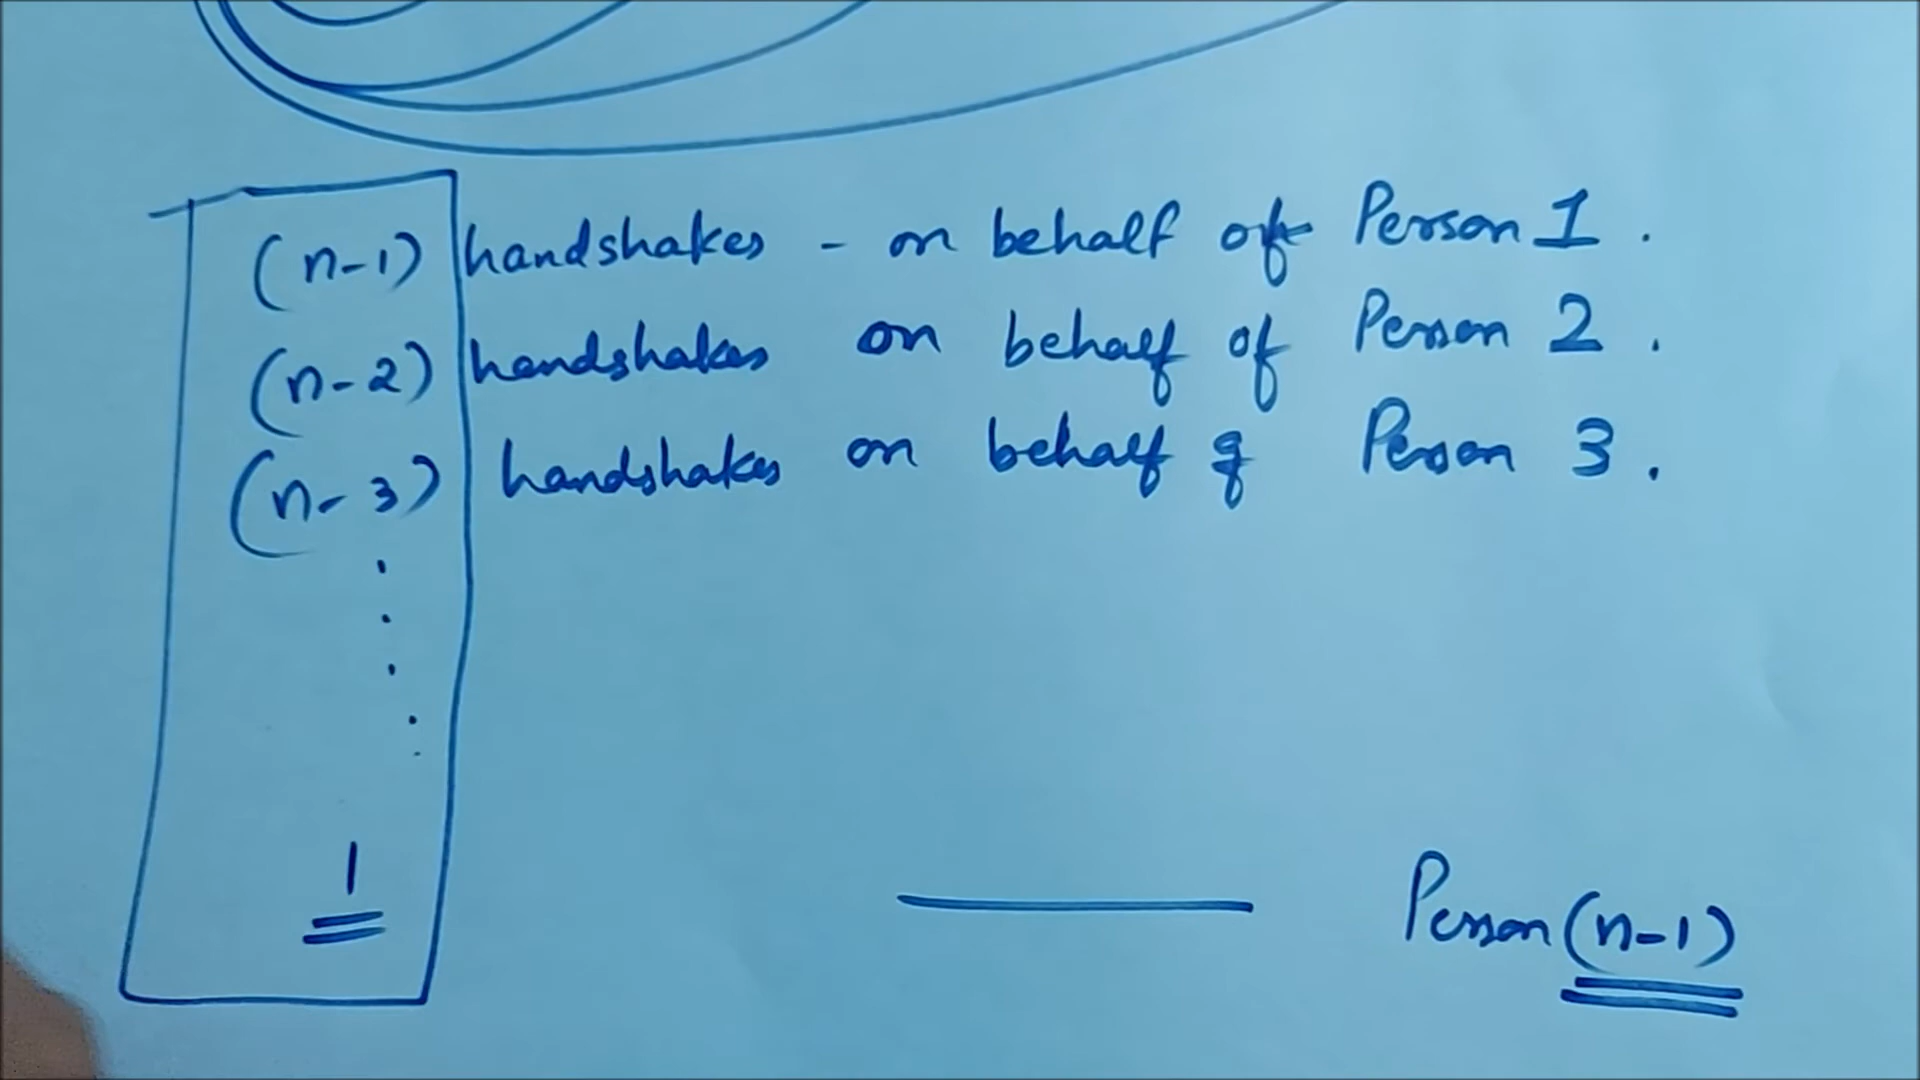 (n-1) handshakes - on behalf of Person 1.
(n-2) handshakes on behalf of Person 2.
(n-3) handshakes on behalf of Person 3.
1 Person (n-1)